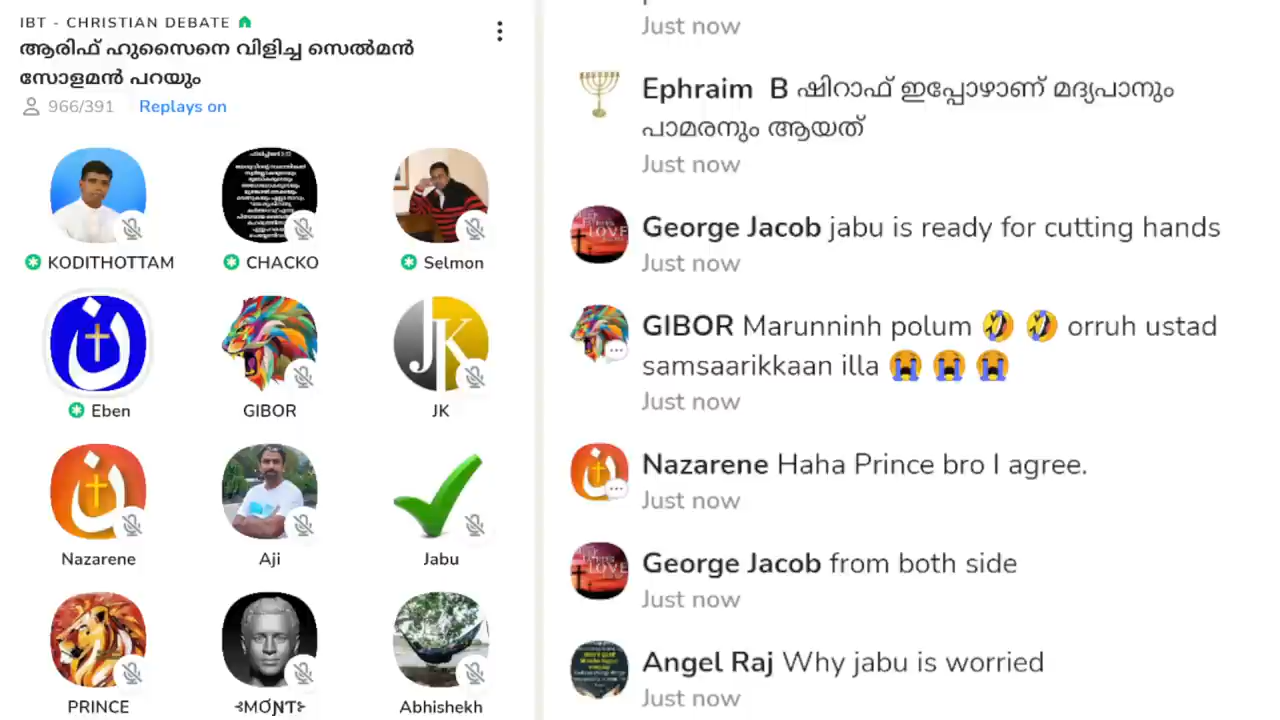 IBT - CHRISTIAN DEBATE
ആരിഫ് ഹുസൈനെ വിളിച്ച സെൽമൻ
സോളമൻ പറയും
966/391 Replays on
KODITHOTTAM
CHACKO
Selmon
Eben
GIBOR
JK
Nazarene
Aji
Jabu
PRINCE
Abhishekh
Just now
Ephraim B ഷിറാഫ് ഇപ്പോഴാണ് മദ്യപാനും
പാമരനും ആയത്
Just now
George Jacob jabu is ready for cutting hands
Just now
GIBOR Marunninh polum 🤣 🤣 orruh ustad
samsaarikkaan illa 😭 😭 😭
Just now
Nazarene Haha Prince bro I agree.
Just now
George Jacob from both side
Just now
Angel Raj Why jabu is worried
Just now